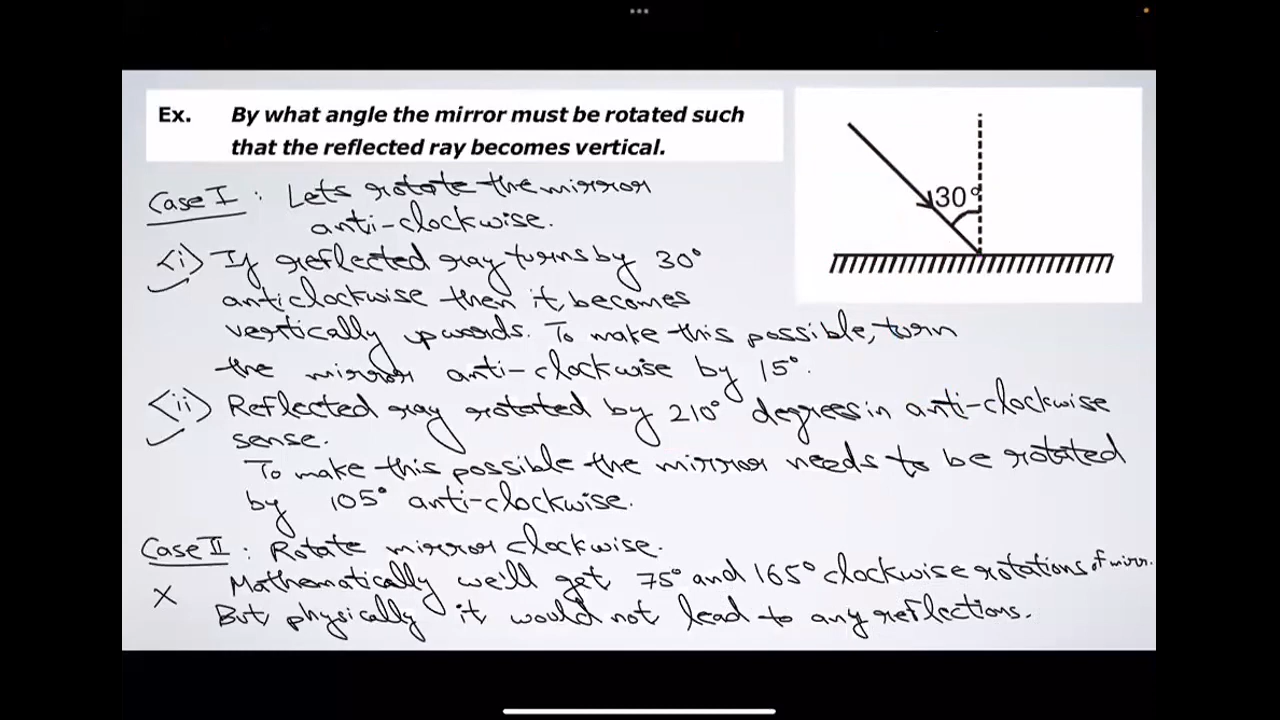 Ex. By what angle the mirror must be rotated such
that the reflected ray becomes vertical.
30°
Case I : Lets rotate the mirror
anti-clockwise.
<i> If reflected ray turns by 30°
anticlockwise then it becomes
vertically upwords. To make this possible, turn
the mirror anti-clockwise by 15°.
<ii> Reflected ray rotated by 210° degrees in anti-clockwise
sense.
To make this possible the mirror needs to be rotated
by 105° anti-clockwise.
Case II : Rotate mirror clockwise.
X Mathematically we'll get 75° and 165° clockwise rotations of mirr.
But physically it would not lead to any reflections.